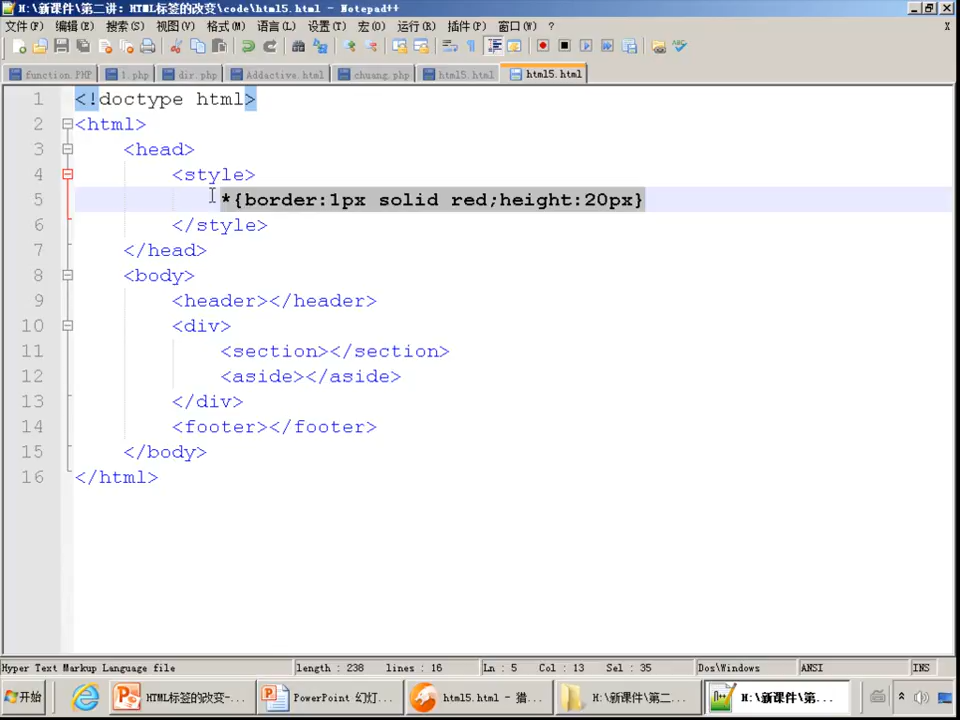 H:\新课件\第二讲：HTML标签的改变\code\html5.html - Notepad++
文件(F) 编辑(E) 搜索(S) 视图(V) 格式(M) 语言(L) 设置(T) 宏(O) 运行(R) 插件(P) 窗口(W) ? X
function.PHP 1.php dir.php Addactive.html chuang.php html5.html html5.html
1 <!doctype html>
2 <html>
3 <head>
4 <style>
5 *{border:1px solid red;height:20px}
6 </style>
7 </head>
8 <body>
9 <header></header>
10 <div>
11 <section></section>
12 <aside></aside>
13 </div>
14 <footer></footer>
15 </body>
16 </html>
Hyper Text Markup Language file length : 238 lines : 16 Ln : 5 Col : 13 Sel : 35 Dos\Windows ANSI INS
开始 HTML标签的改变-... PowerPoint 幻灯... html5.html - 猎... H:\新课件\第二... H:\新课件\第...